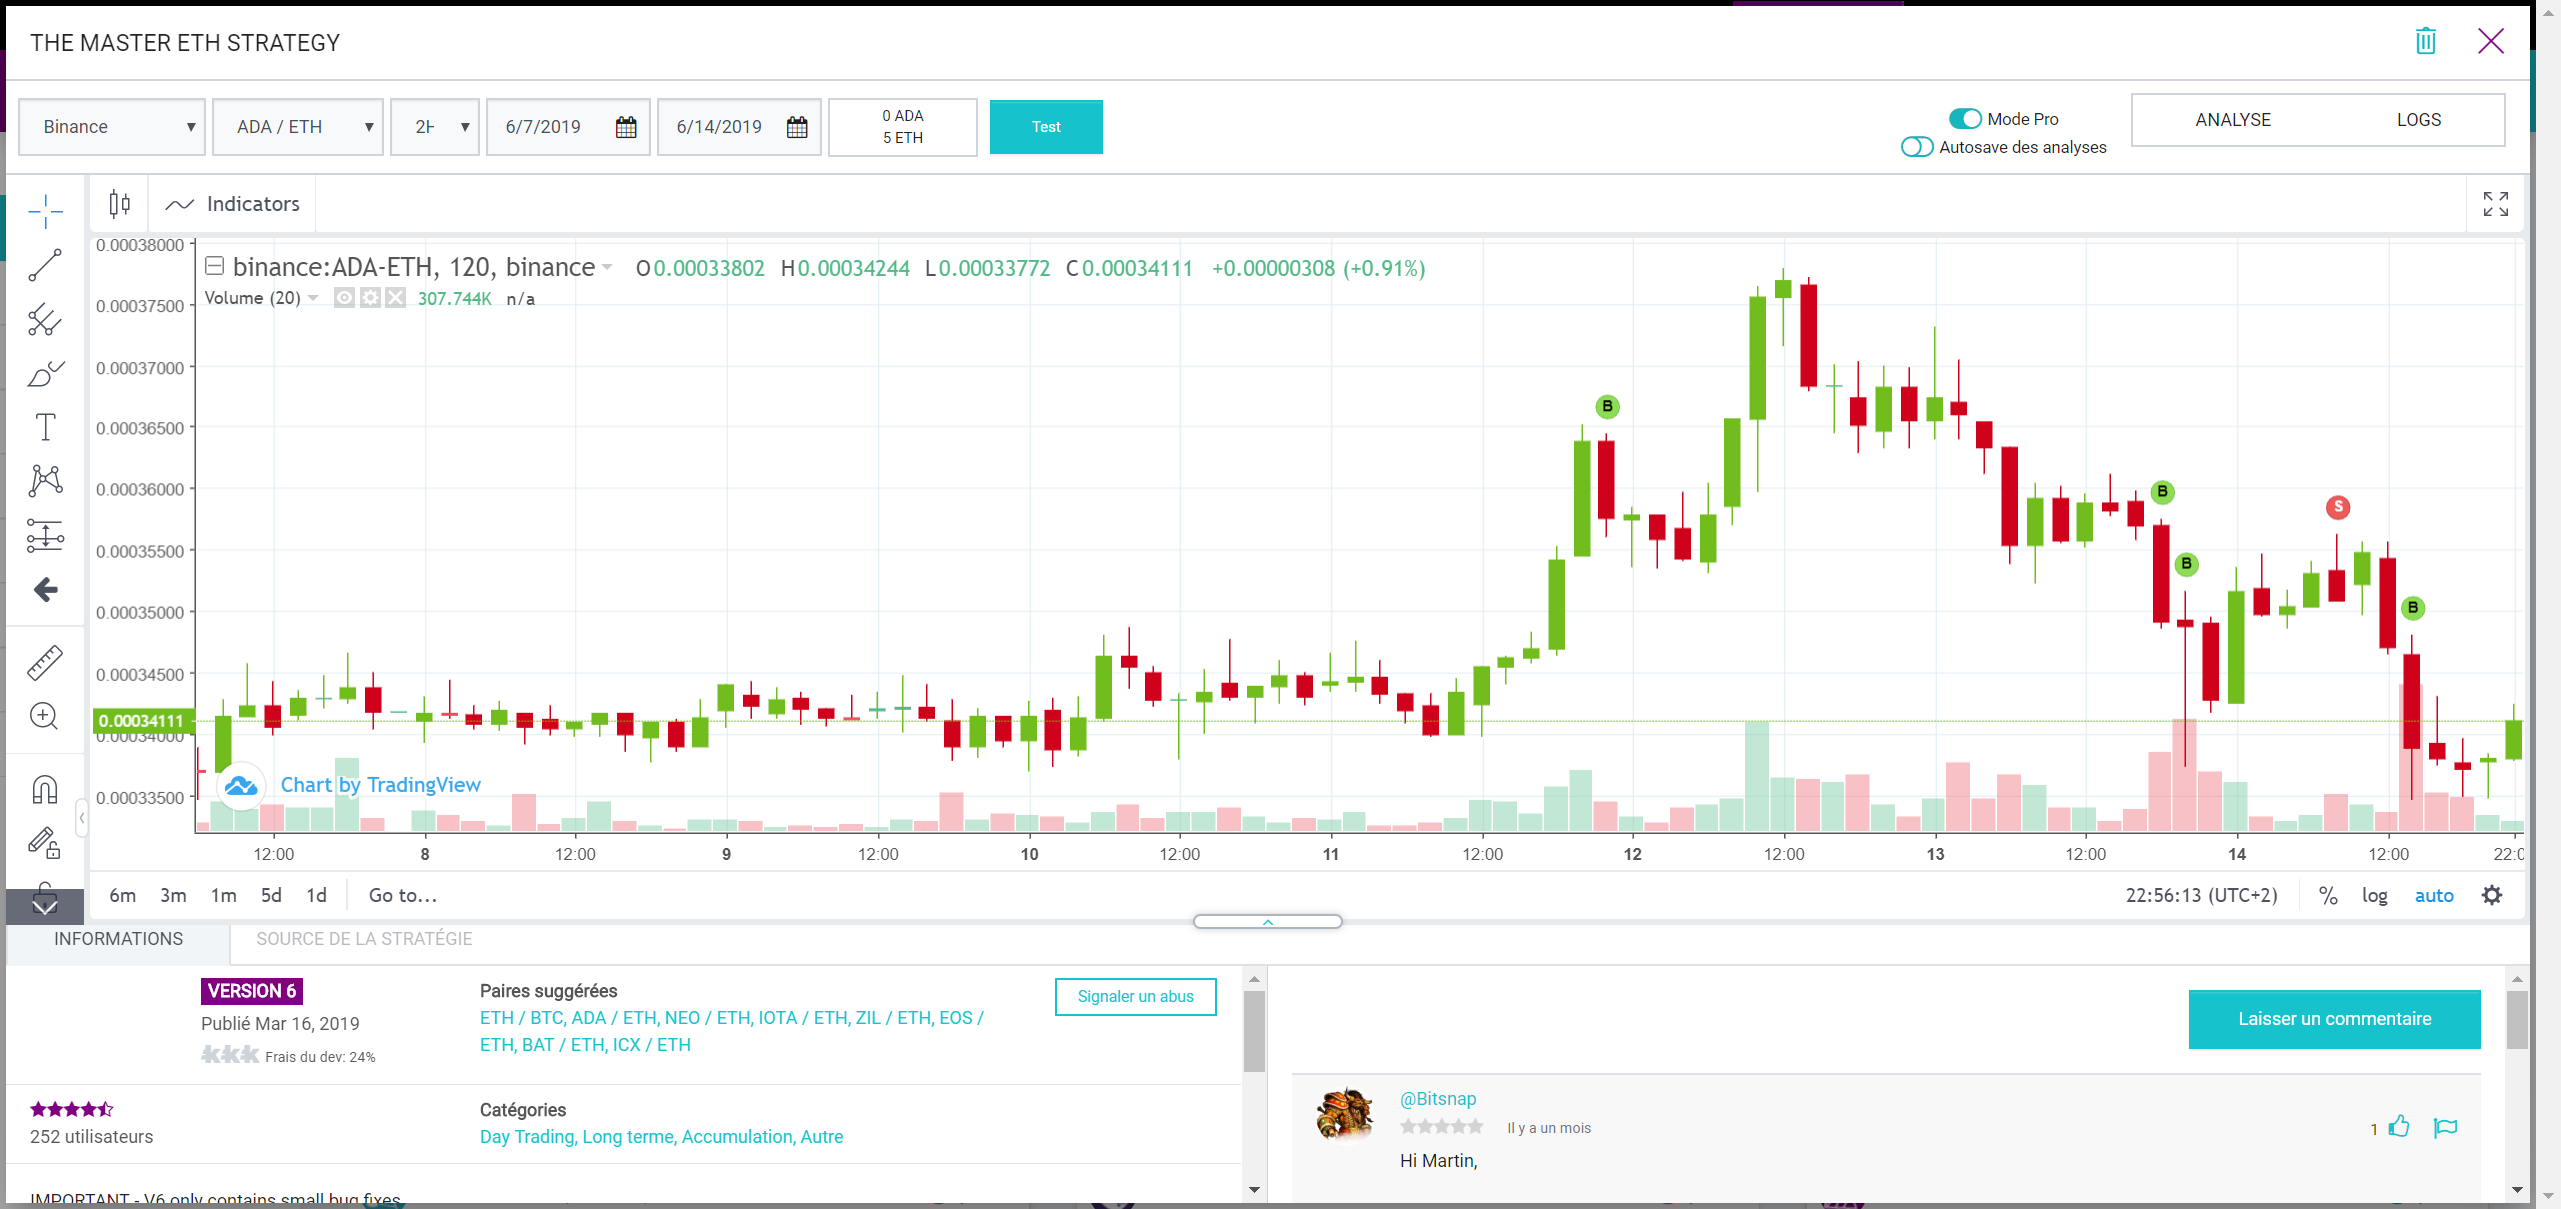 THE MASTER ETH STRATEGY
Binance
ADA / ETH
6/7/2019
6/14/2019
0 ADA
5 ETH
Test
Mode Pro
Autosave des analyses
ANALYSE
LOGS
Indicators
binance:ADA-ETH, 120, binance O0.00033802 H0.00034244 L0.00033772 C0.00034111 +0.00000308 (+0.91%)
Volume (20) 307.744K n/a
0.00038000
0.00037500
0.00037000
0.00036500
0.00036000
0.00035500
0.00035000
0.00034500
0.00034111
0.00034000
0.00033500
B
B
B
S
B
Chart by TradingView
12:00 8 12:00 9 12:00 10 12:00 11 12:00 12 12:00 13 12:00 14 12:00
6m 3m 1m 5d 1d Go to...
22:56:13 (UTC+2) % log auto
INFORMATIONS
SOURCE DE LA STRATÉGIE
VERSION 6
Publié Mar 16, 2019
Frais du dev: 24%
Paires suggérées
ETH / BTC, ADA / ETH, NEO / ETH, IOTA / ETH, ZIL / ETH, EOS /
ETH, BAT / ETH, ICX / ETH
Signaler un abus
252 utilisateurs
Catégories
Day Trading, Long terme, Accumulation, Autre
IMPORTANT - V6 only contains small bug fixes
Laisser un commentaire
@Bitsnap
Il y a un mois
1
Hi Martin,